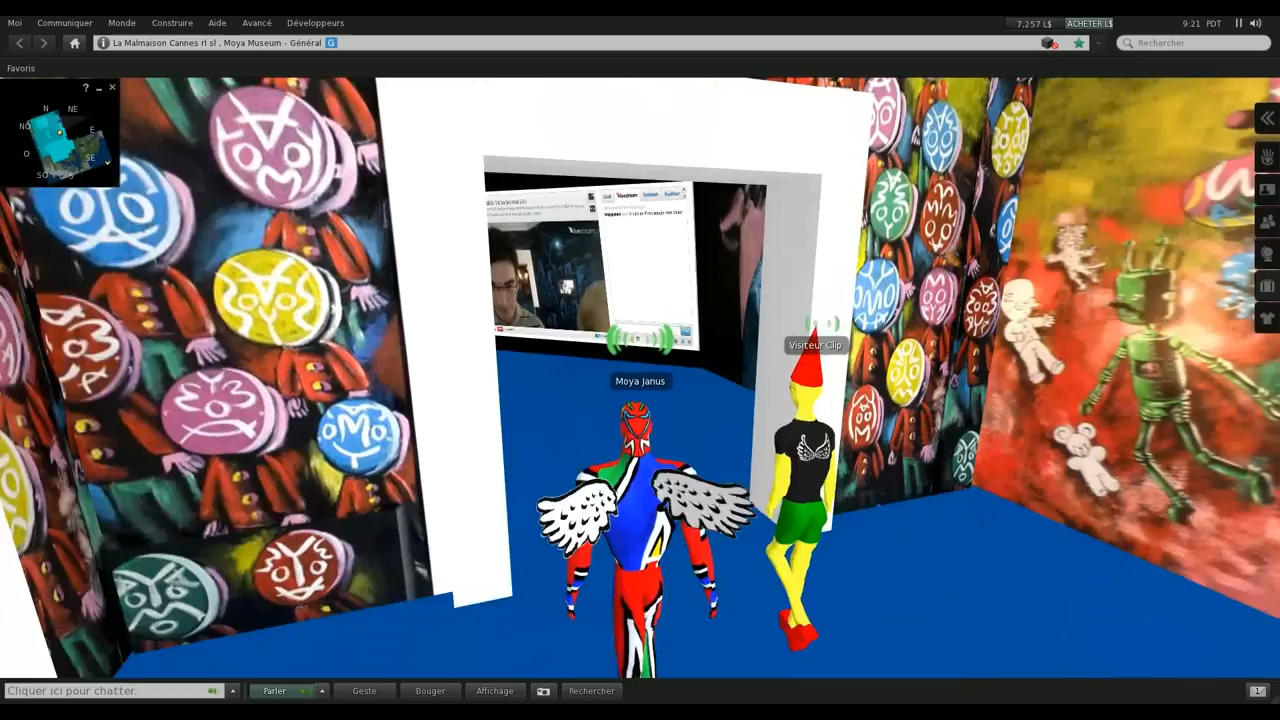 Moi Communiquer Monde Construire Aide Avancé Développeurs 7,257 L$ ACHETER L$ 9:21 PDT
La Malmaison Cannes rl sl , Moya Museum - Général G Rechercher
Favoris
? 
N NE
NO E
O SE
SO S
Livestream
Moya Janus
Visiteur Clip
Cliquer ici pour chatter. Parler Geste Bouger Affichage Rechercher 1